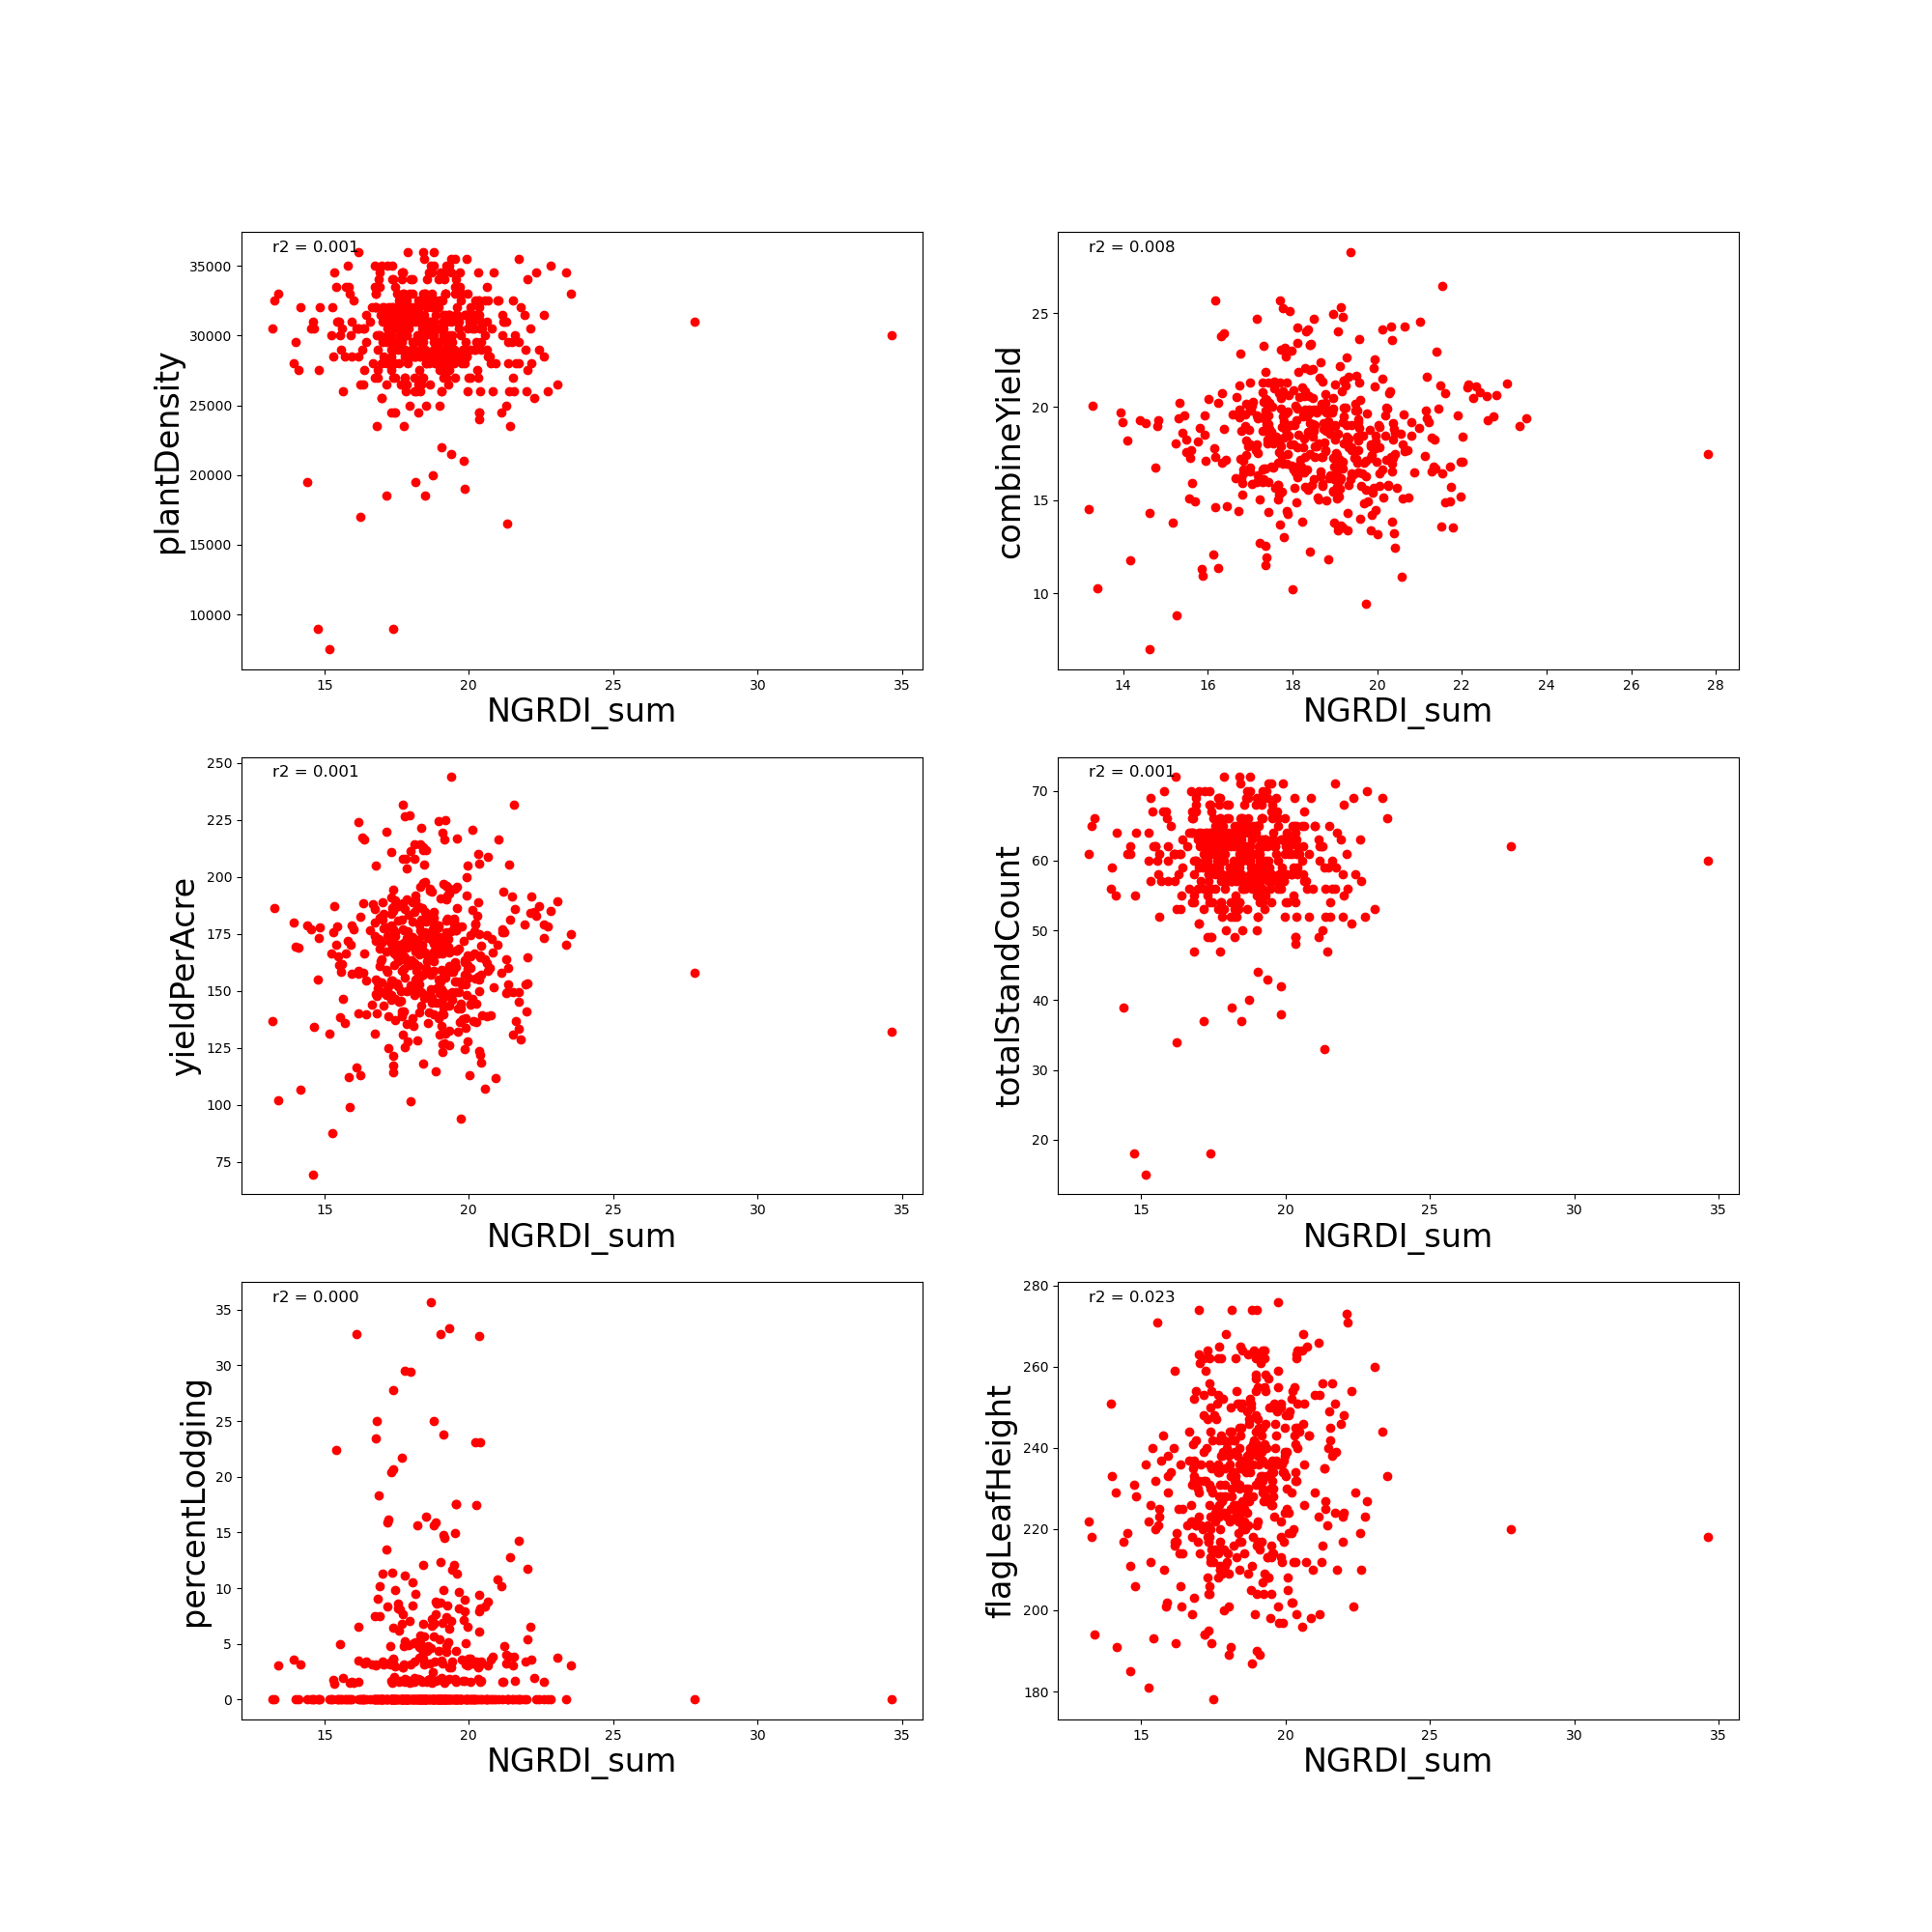 r2 = 0.001
plantDensity
35000
30000
25000
20000
15000
10000
15 20 25 30 35
NGRDI_sum
r2 = 0.008
combineYield
25
20
15
10
14 16 18 20 22 24 26 28
NGRDI_sum
r2 = 0.001
yieldPerAcre
250
225
200
175
150
125
100
75
15 20 25 30 35
NGRDI_sum
r2 = 0.001
totalStandCount
70
60
50
40
30
20
15 20 25 30 35
NGRDI_sum
r2 = 0.000
percentLodging
35
30
25
20
15
10
5
0
15 20 25 30 35
NGRDI_sum
r2 = 0.023
flagLeafHeight
280
260
240
220
200
180
15 20 25 30 35
NGRDI_sum